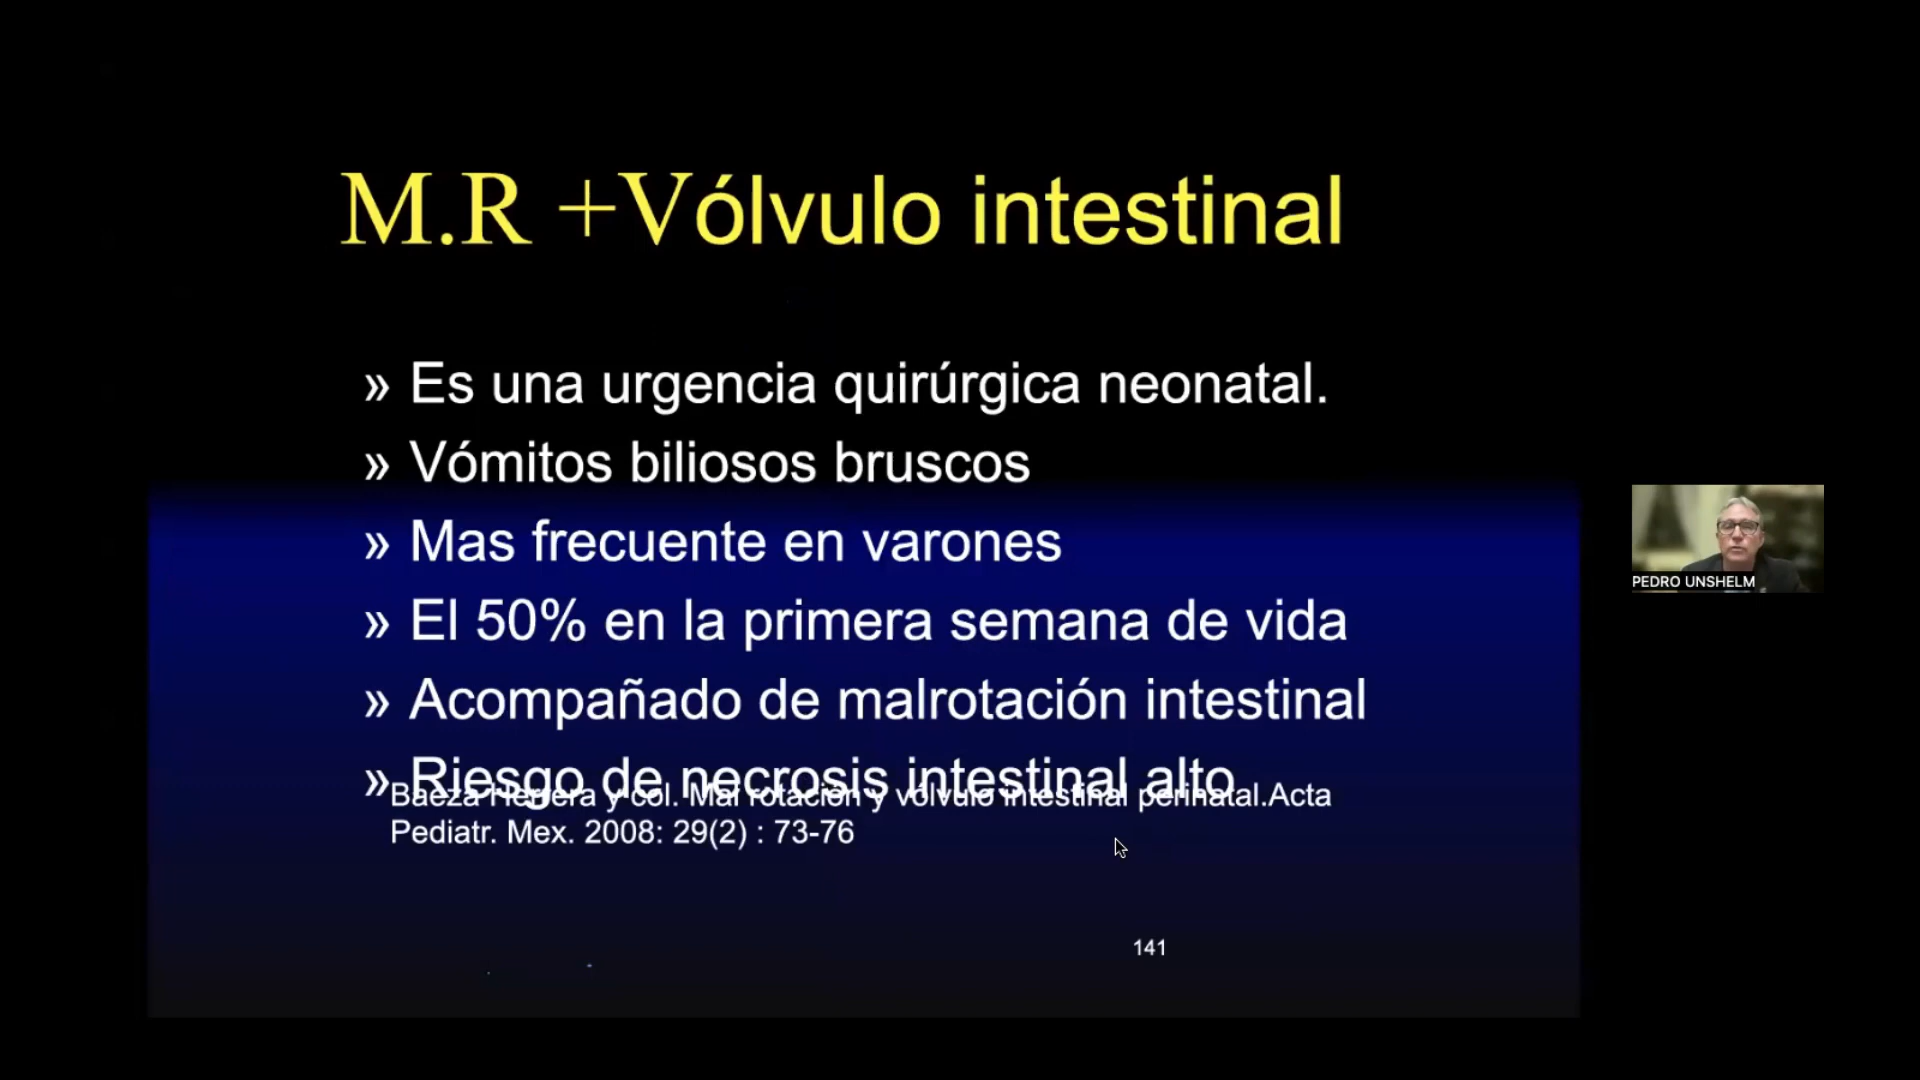 M.R +Vólvulo intestinal
» Es una urgencia quirúrgica neonatal.
» Vómitos biliosos bruscos
» Mas frecuente en varones
» El 50% en la primera semana de vida
» Acompañado de malrotación intestinal
» Riesgo de necrosis intestinal alto
Baeza Herrera y col. Mal rotación y vólvulo intestinal perinatal.Acta
Pediatr. Mex. 2008: 29(2) : 73-76
141
PEDRO UNSHELM